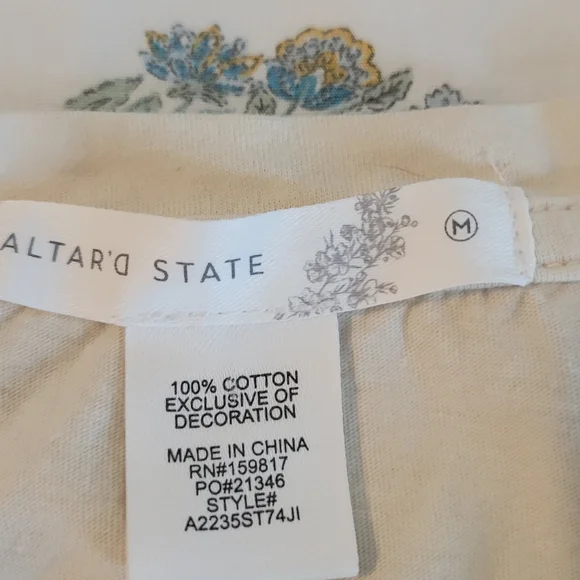 ALTAR'D STATE
M
100% COTTON
EXCLUSIVE OF
DECORATION
MADE IN CHINA
RN#159817
PO#21346
STYLE#
A2235ST74JI